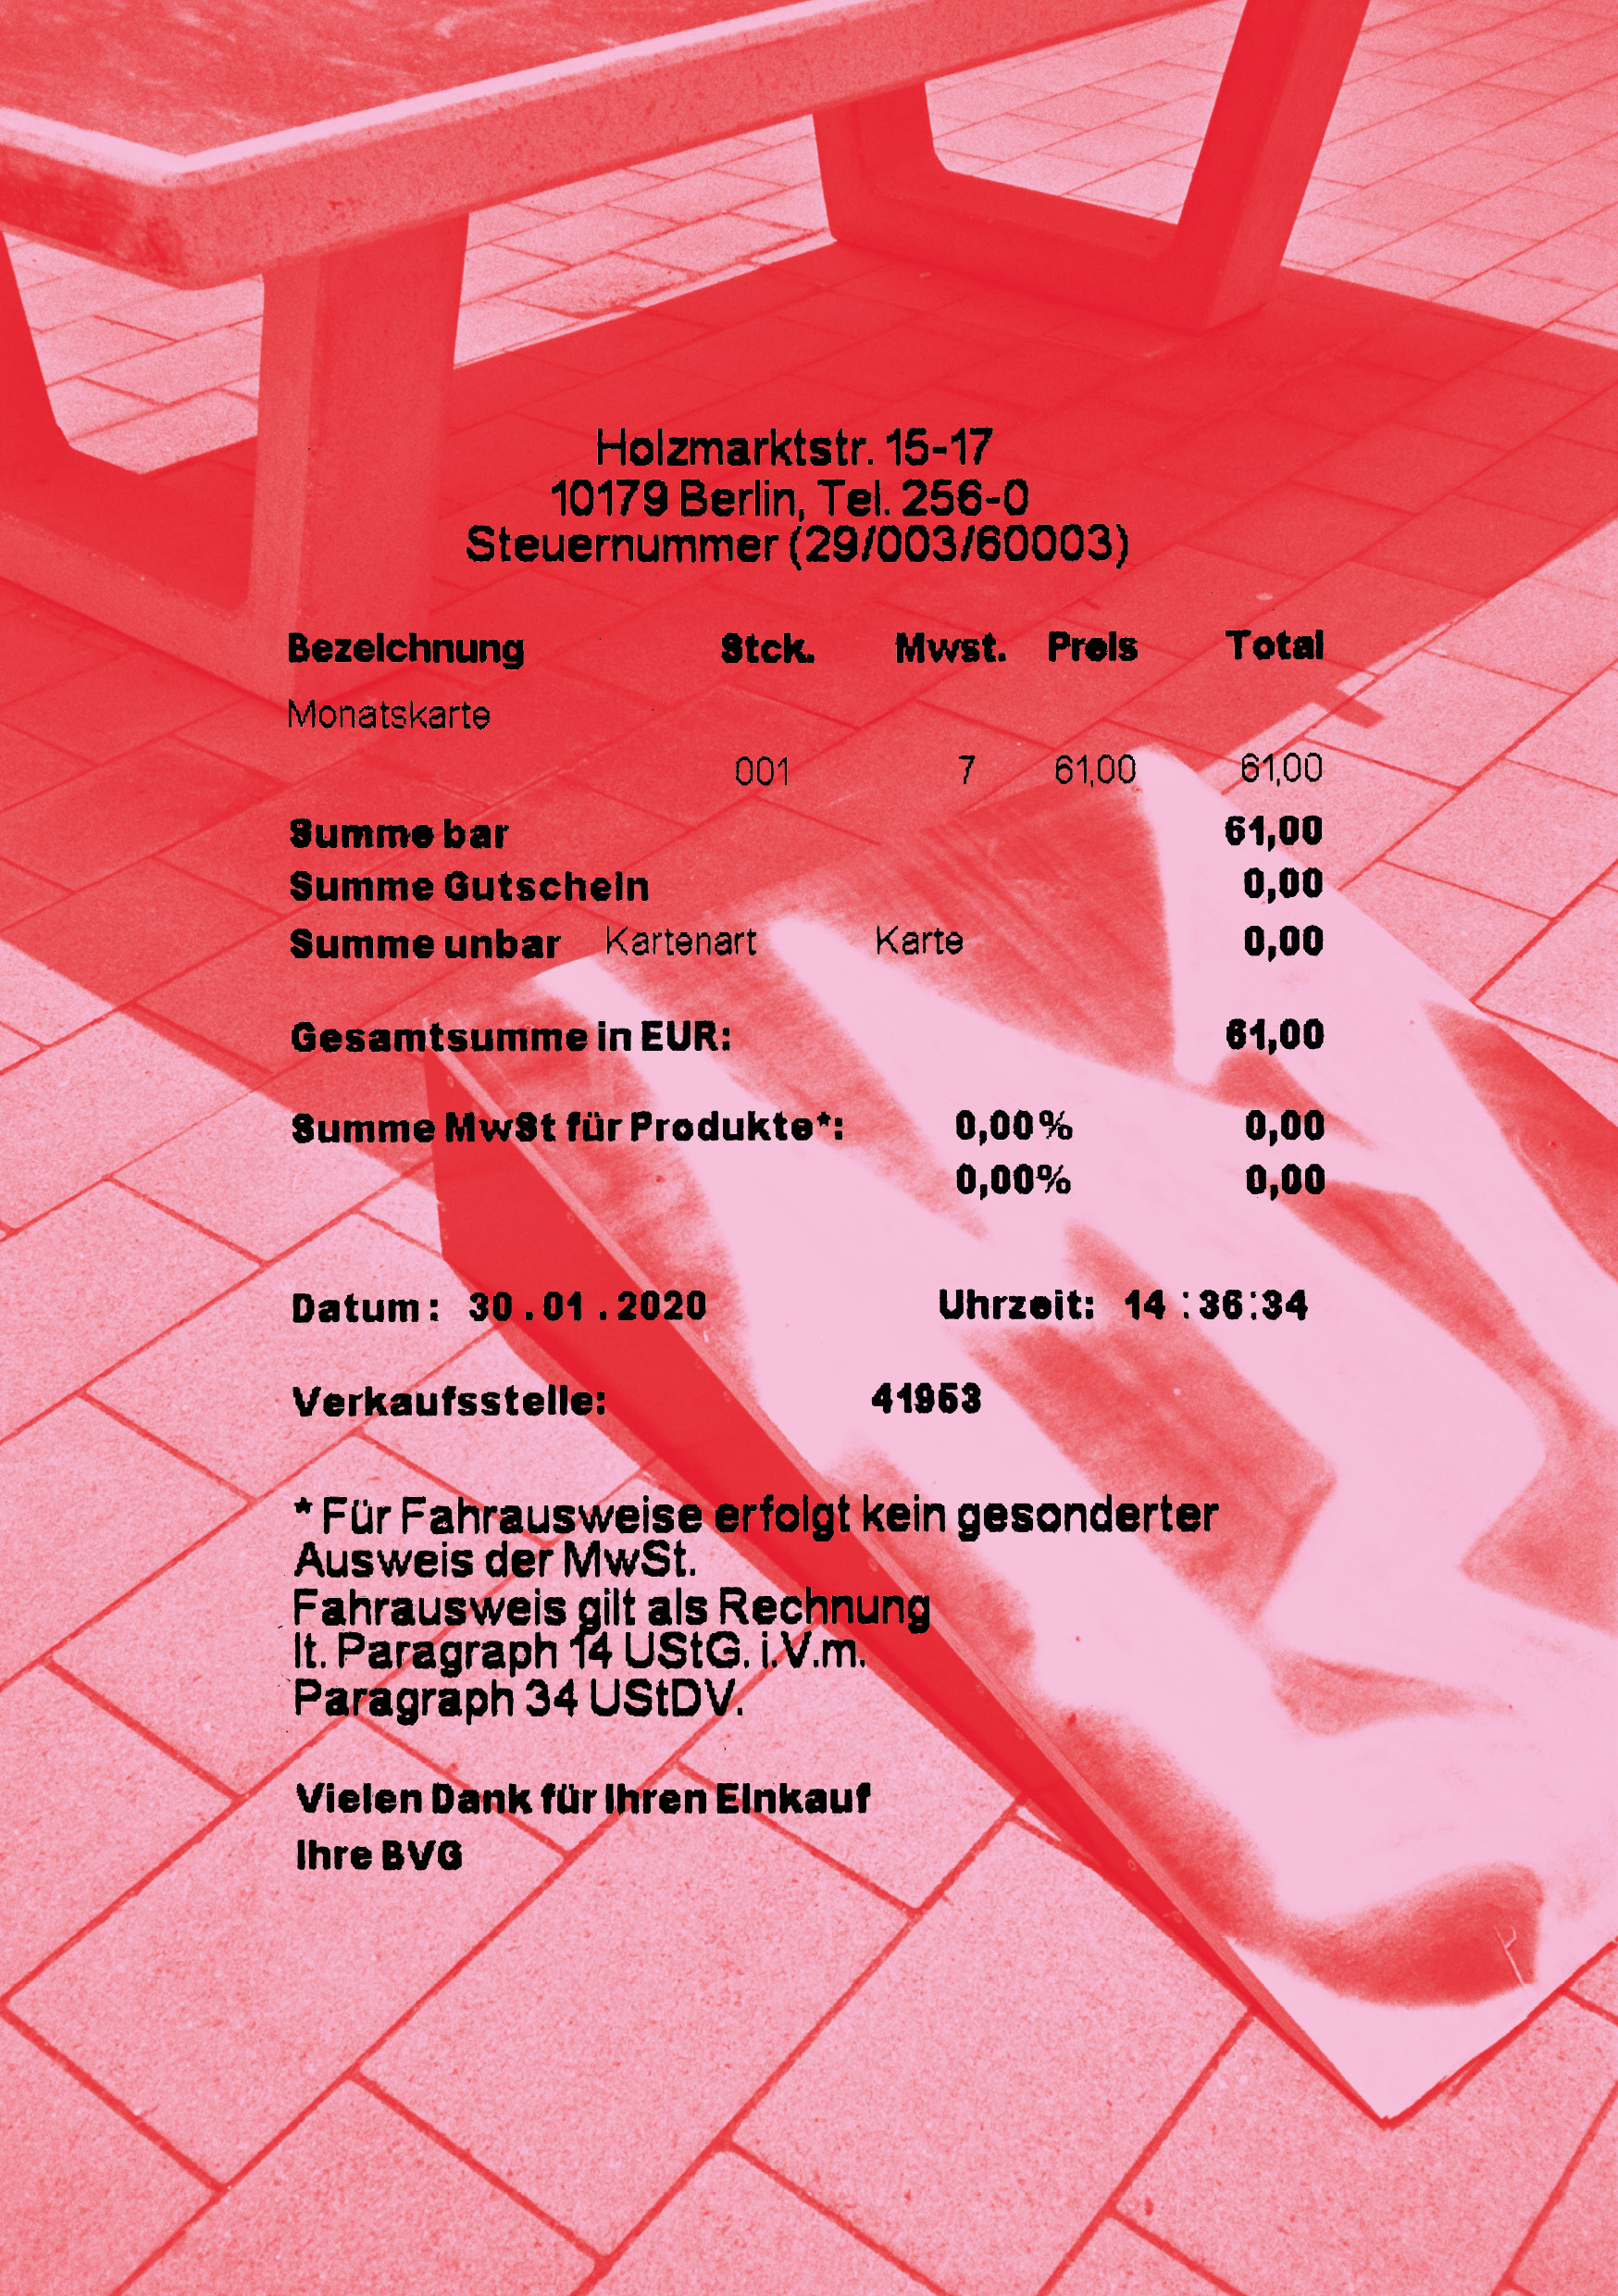 Holzmarktstr. 15-17
10179 Berlin, Tel. 256-0
Steuernummer (29/003/60003)
Bezeichnung Stck. Mwst. Preis Total
Monatskarte
001 7 61,00 61,00
Summe bar 61,00
Summe Gutschein 0,00
Summe unbar Kartenart Karte 0,00
Gesamtsumme in EUR: 61,00
Summe MwSt für Produkte*: 0,00% 0,00
0,00% 0,00
Datum: 30.01.2020 Uhrzeit: 14:36:34
Verkaufsstelle: 41953
* Für Fahrausweise erfolgt kein gesonderter
Ausweis der MwSt.
Fahrausweis gilt als Rechnung
lt. Paragraph 14 UStG. i.V.m.
Paragraph 34 UStDV.
Vielen Dank für Ihren Einkauf
Ihre BVG